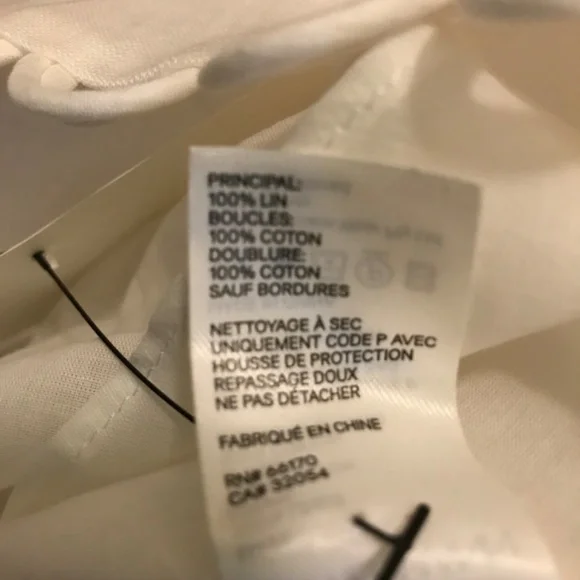 PRINCIPAL:
100% LIN
BOUCLES:
100% COTON
DOUBLURE:
100% COTON
SAUF BORDURES
NETTOYAGE À SEC
UNIQUEMENT CODE P AVEC
HOUSSE DE PROTECTION
REPASSAGE DOUX
NE PAS DÉTACHER
FABRIQUÉ EN CHINE
RN# 66170
CA# 32054